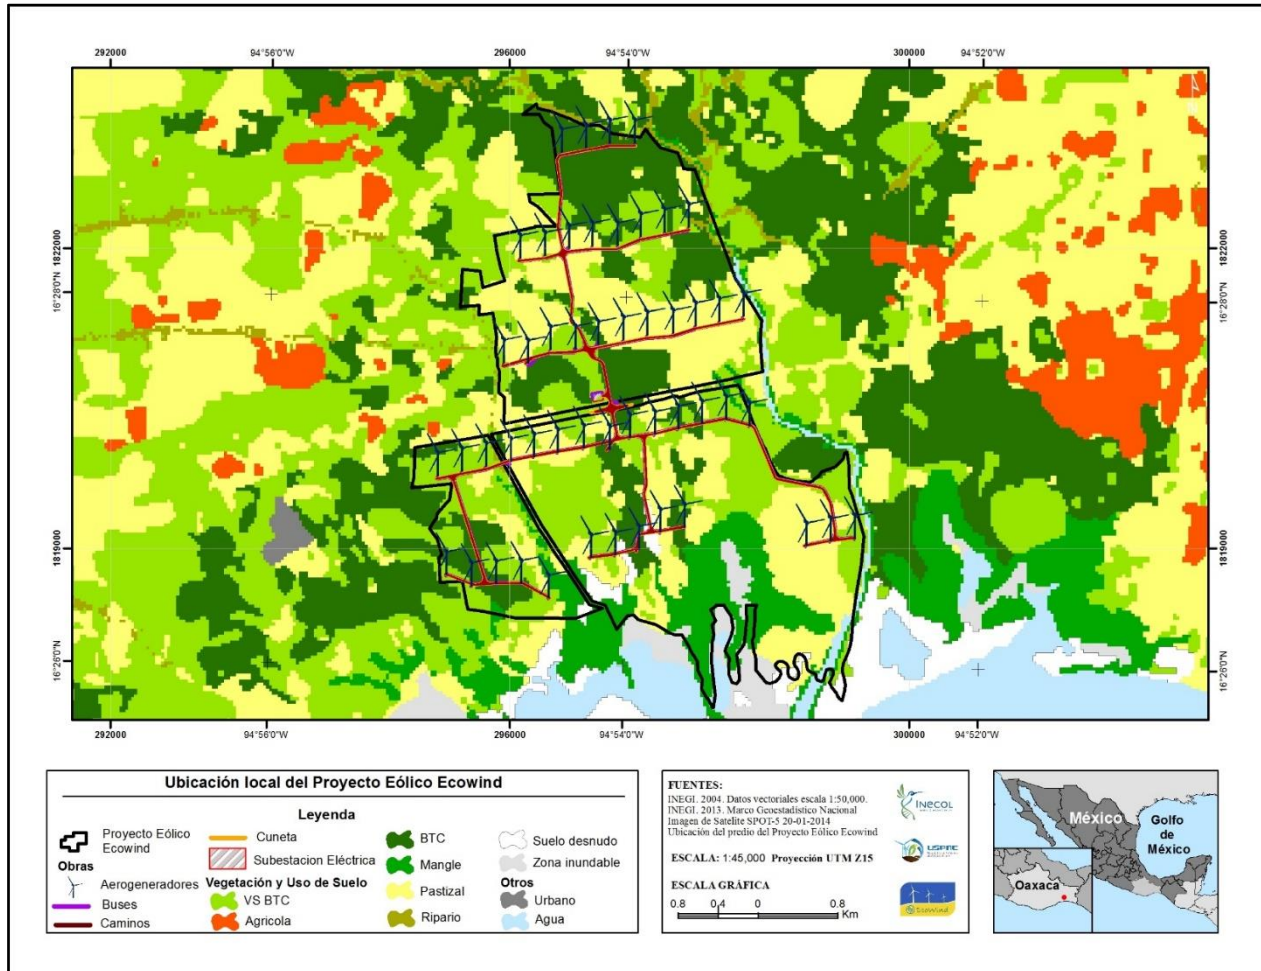 292000 94°56'0"W 296000 94°54'0"W 300000 94°52'0"W
1822000 1822000
16°28'0"N 16°28'0"N
1819000 1819000
16°26'0"N 16°26'0"N
292000 94°56'0"W 296000 94°54'0"W 300000 94°52'0"W
Ubicación local del Proyecto Eólico Ecowind
Leyenda
Proyecto Eólico
Ecowind
Obras
Aerogeneradores
Buses
Caminos
Cuneta
Subestacion Eléctrica
Vegetación y Uso de Suelo
VS BTC
Agricola
BTC
Mangle
Pastizal
Ripario
Suelo desnudo
Zona inundable
Otros
Urbano
Agua
FUENTES:
INEGI. 2004. Datos vectoriales escala 1:50,000.
INEGI. 2013. Marco Geoestadístico Nacional
Imagen de Satelite SPOT-5 20-01-2014
Ubicación del predio del Proyecto Eólico Ecowind
ESCALA: 1:45,000 Proyección UTM Z15
ESCALA GRÁFICA
0.8 0.4 0 0.8
Km
INECOL
USPAE
EcoWind
México
Golfo
de
México
Oaxaca